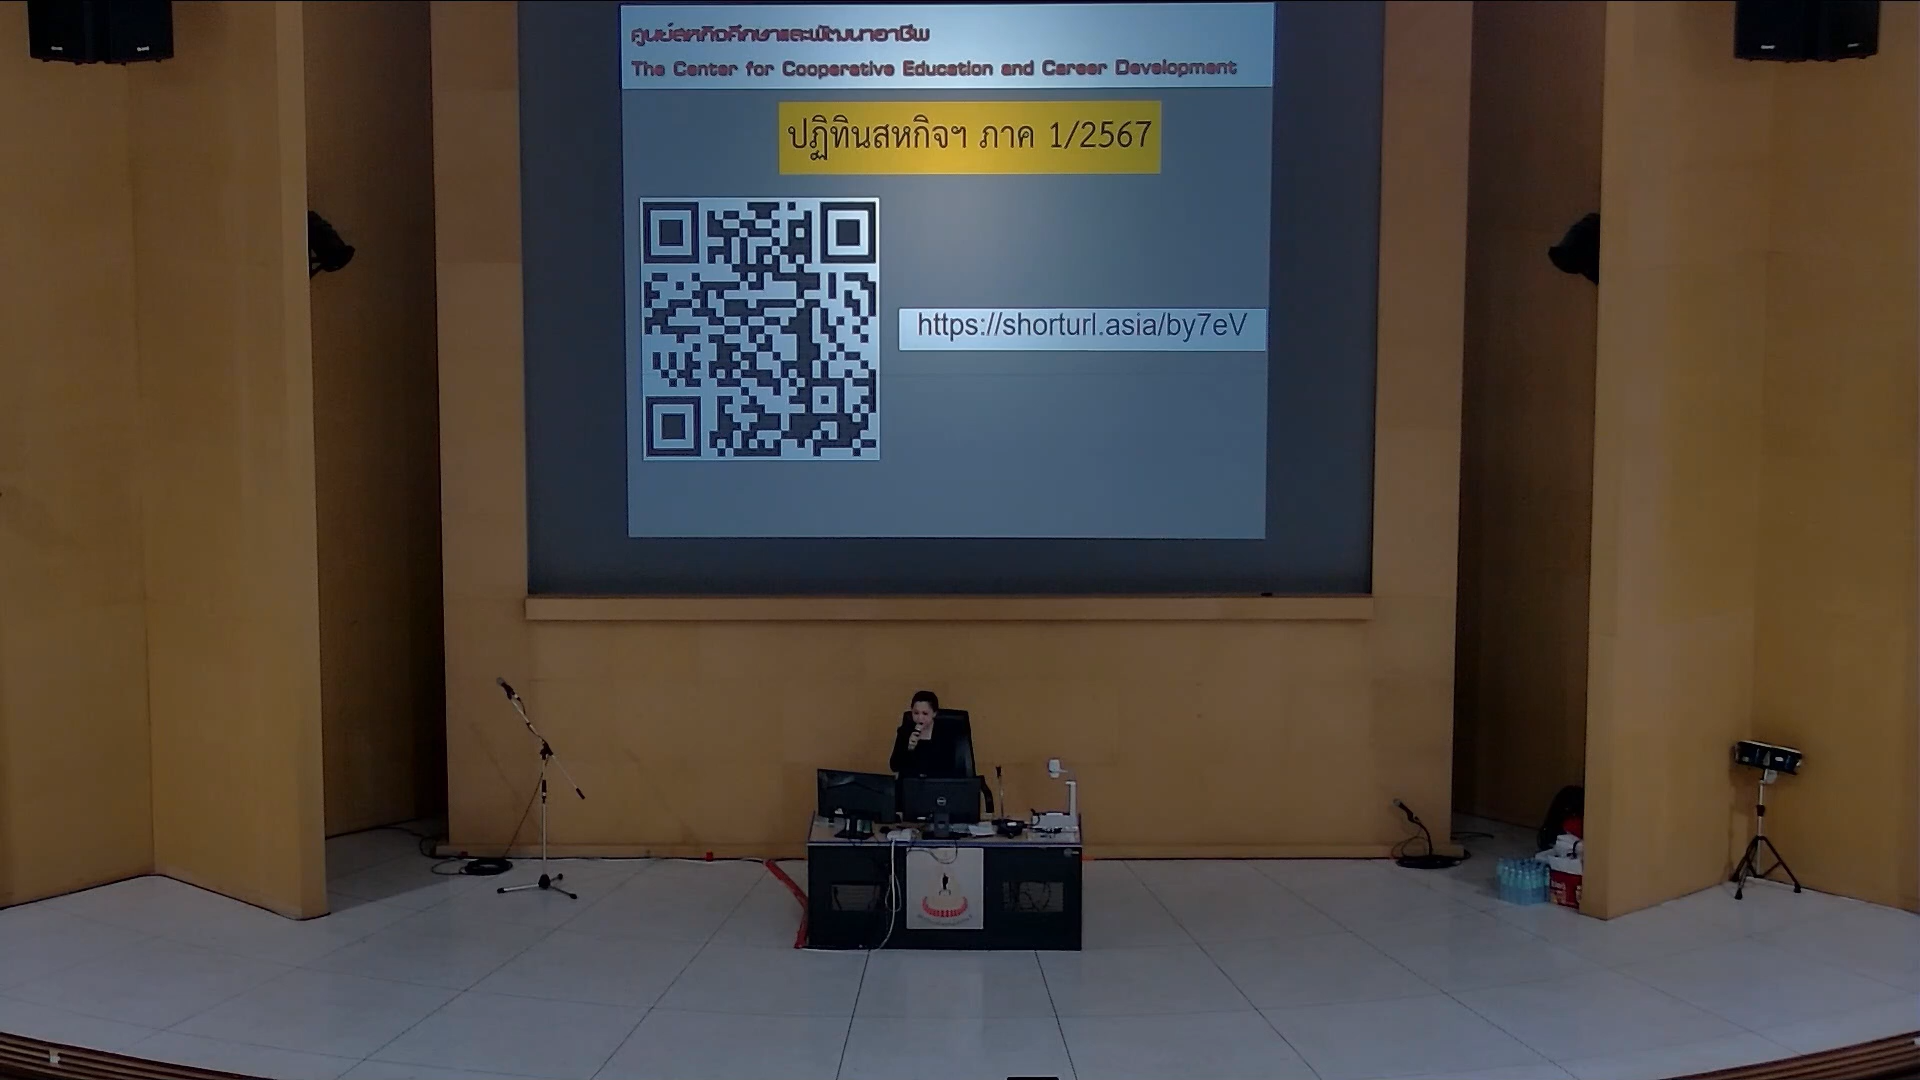 ศูนย์สหกิจศึกษาและพัฒนาอาชีพ
The Center for Cooperative Education and Career Development
ปฏิทินสหกิจฯ ภาค 1/2567
https://shorturl.asia/by7eV